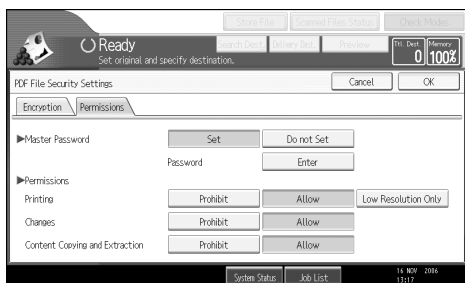 Store File Scanned Files Status Check Modes
Ready
Search Dest. Delivery Dest. Preview
Ttl. Dest. Memory
0 100%
Set original and specify destination.
PDF File Security Settings Cancel OK
Encryption Permissions
▶Master Password Set Do not Set
Password Enter
▶Permissions
Printing Prohibit Allow Low Resolution Only
Changes Prohibit Allow
Content Copying and Extraction Prohibit Allow
System Status Job List 16 NOV 2006
13:17